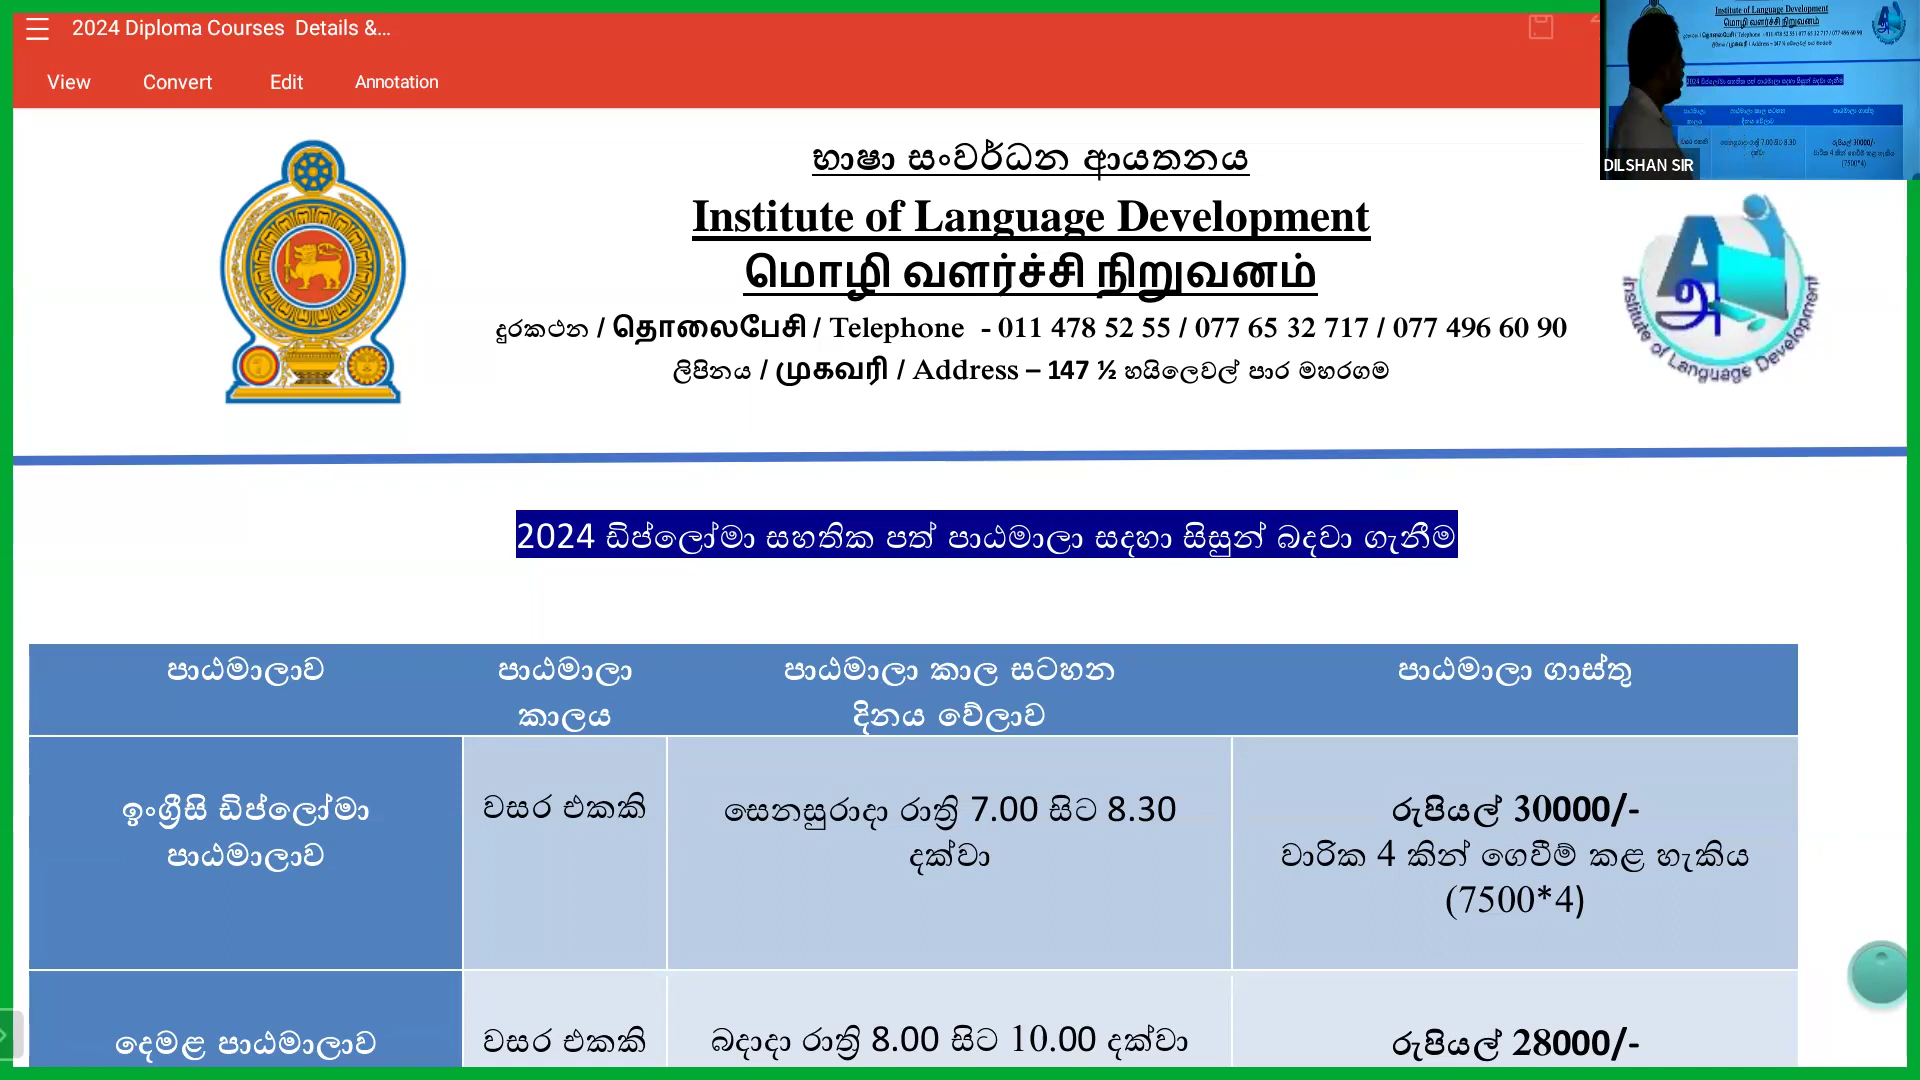 2024 Diploma Courses  Details &...
View
Convert
Edit
Annotation
DILSHAN SIR
භාෂා සංවර්ධන ආයතනය
Institute of Language Development
மொழி வளர்ச்சி நிறுவனம்
දුරකථන / தொலைபேசி / Telephone  - 011 478 52 55 / 077 65 32 717 / 077 496 60 90
ලිපිනය / முகவரி / Address – 147 ½ හයිලෙවල් පාර මහරගම
Institute of Language Development
2024 ඩිප්ලෝමා සහතික පත් පාඨමාලා සදහා සිසුන් බදවා ගැනීම
පාඨමාලාව
පාඨමාලා
කාලය
පාඨමාලා කාල සටහන
දිනය වේලාව
පාඨමාලා ගාස්තු
ඉංග්‍රීසි ඩිප්ලෝමා
පාඨමාලාව
වසර එකකි
සෙනසුරාදා රාත්‍රි 7.00 සිට 8.30
දක්වා
රුපියල් 30000/-
වාරික 4 කින් ගෙවීම් කළ හැකිය
(7500*4)
දෙමළ පාඨමාලාව
වසර එකකි
බදාදා රාත්‍රි 8.00 සිට 10.00 දක්වා
රුපියල් 28000/-